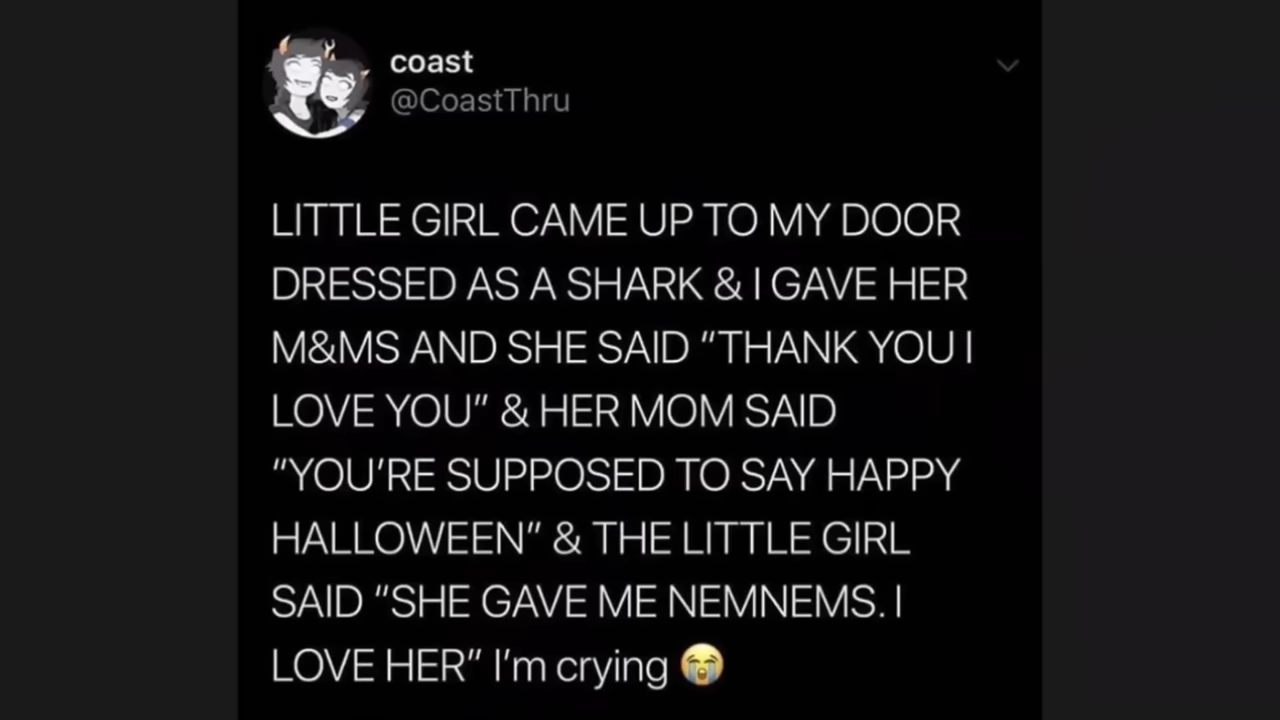 coast
@CoastThru
LITTLE GIRL CAME UP TO MY DOOR
DRESSED AS A SHARK & I GAVE HER
M&MS AND SHE SAID “THANK YOU I
LOVE YOU” & HER MOM SAID
“YOU’RE SUPPOSED TO SAY HAPPY
HALLOWEEN” & THE LITTLE GIRL
SAID “SHE GAVE ME NEMNEMS. I
LOVE HER” I’m crying 😭